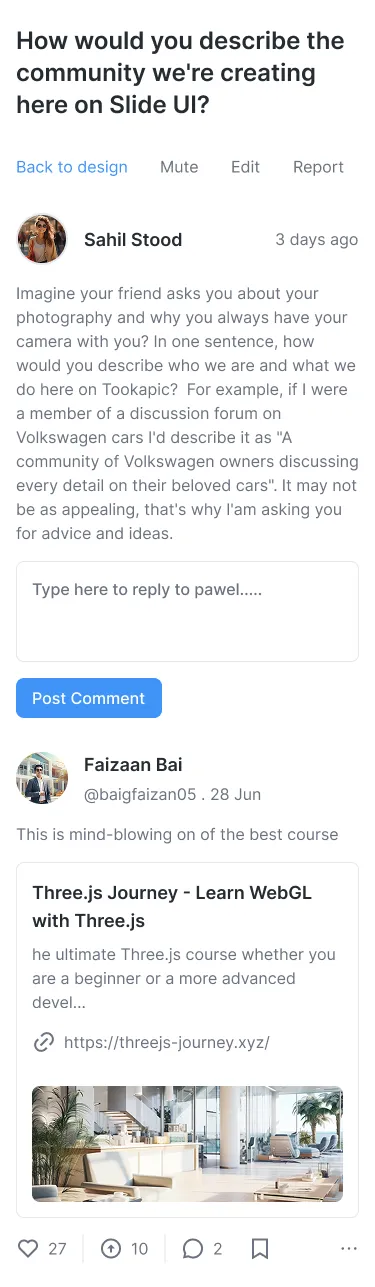 How would you describe the
community we're creating
here on Slide UI?
Back to design Mute Edit Report
Sahil Stood 3 days ago
Imagine your friend asks you about your
photography and why you always have your
camera with you? In one sentence, how
would you describe who we are and what we
do here on Tookapic? For example, if I were
a member of a discussion forum on
Volkswagen cars I'd describe it as "A
community of Volkswagen owners discussing
every detail on their beloved cars". It may not
be as appealing, that's why I'am asking you
for advice and ideas.
Type here to reply to pawel.....
Post Comment
Faizaan Bai
@baigfaizan05 . 28 Jun
This is mind-blowing on of the best course
Three.js Journey - Learn WebGL
with Three.js
he ultimate Three.js course whether you
are a beginner or a more advanced
devel...
https://threejs-journey.xyz/
27 10 2